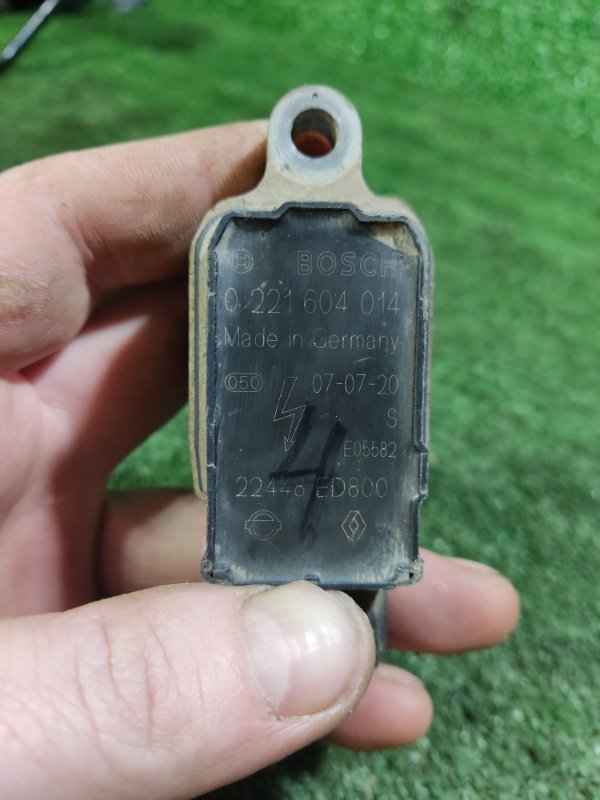 BOSCH
0 221 604 014
Made in Germany
050 07-07-20
S
E05582
4
22448 ED800